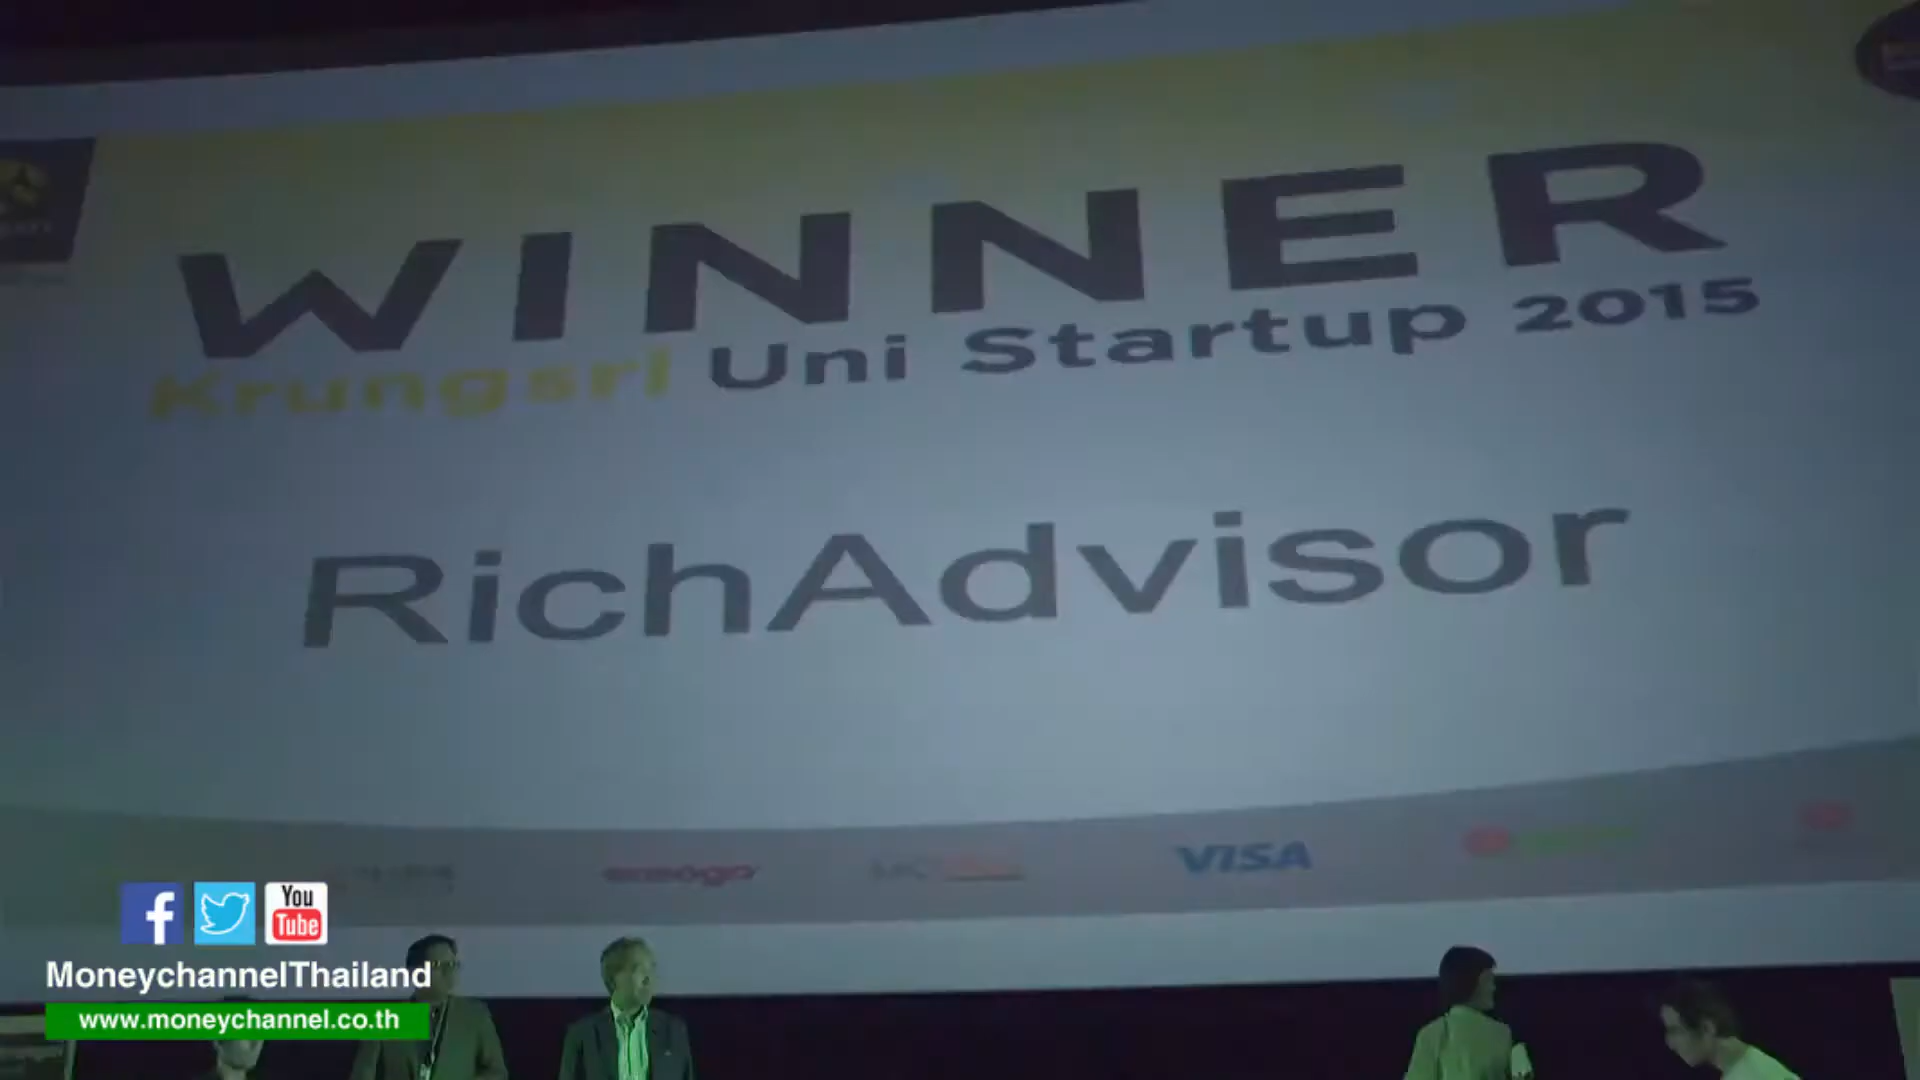 WINNER
Krungsri Uni Startup 2015
RichAdvisor
VISA
You
Tube
MoneychannelThailand
www.moneychannel.co.th